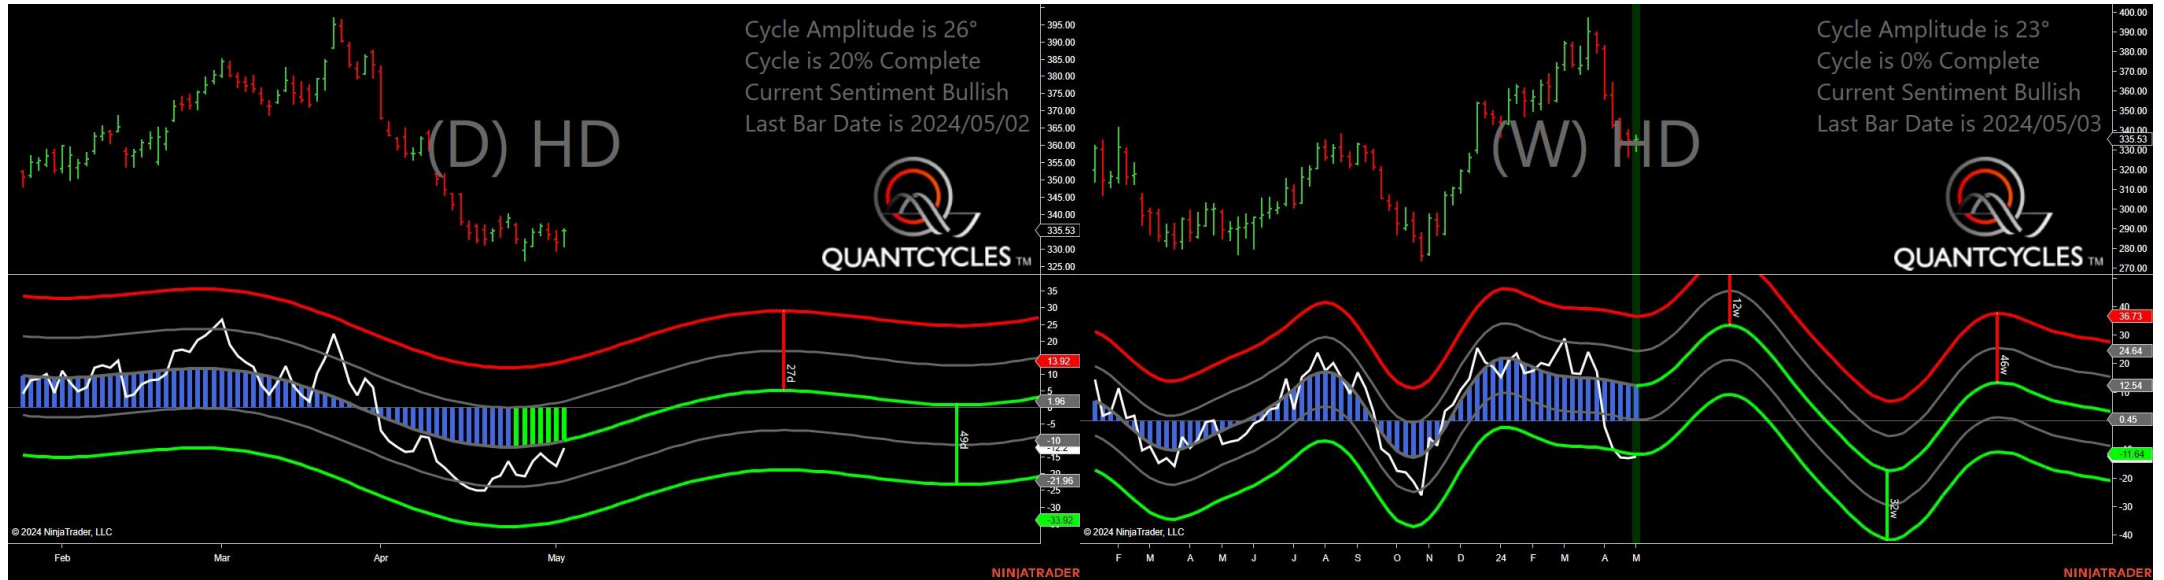 Cycle Amplitude is 26°
Cycle is 20% Complete
Current Sentiment Bullish
Last Bar Date is 2024/05/02
(D) HD
QUANTCYCLES TM
395.00
390.00
385.00
380.00
375.00
370.00
365.00
360.00
355.00
350.00
345.00
340.00
335.53
330.00
325.00
35
30
25
20
13.92
10
5
1.96
-5
-10
-12.2
-15
-21.96
-25
-33.92
27d
49d
© 2024 NinjaTrader, LLC
Feb
Mar
Apr
May
NINJATRADER
Cycle Amplitude is 23°
Cycle is 0% Complete
Current Sentiment Bullish
Last Bar Date is 2024/05/03
(W) HD
QUANTCYCLES TM
400.00
390.00
380.00
370.00
360.00
350.00
340.00
335.53
330.00
320.00
310.00
300.00
290.00
280.00
270.00
40
36.73
30
24.64
20
12.54
10
0.45
-11.64
-20
-30
-40
12w
32w
46w
© 2024 NinjaTrader, LLC
F
M
A
M
J
J
A
S
O
N
D
24
F
M
A
M
NINJATRADER